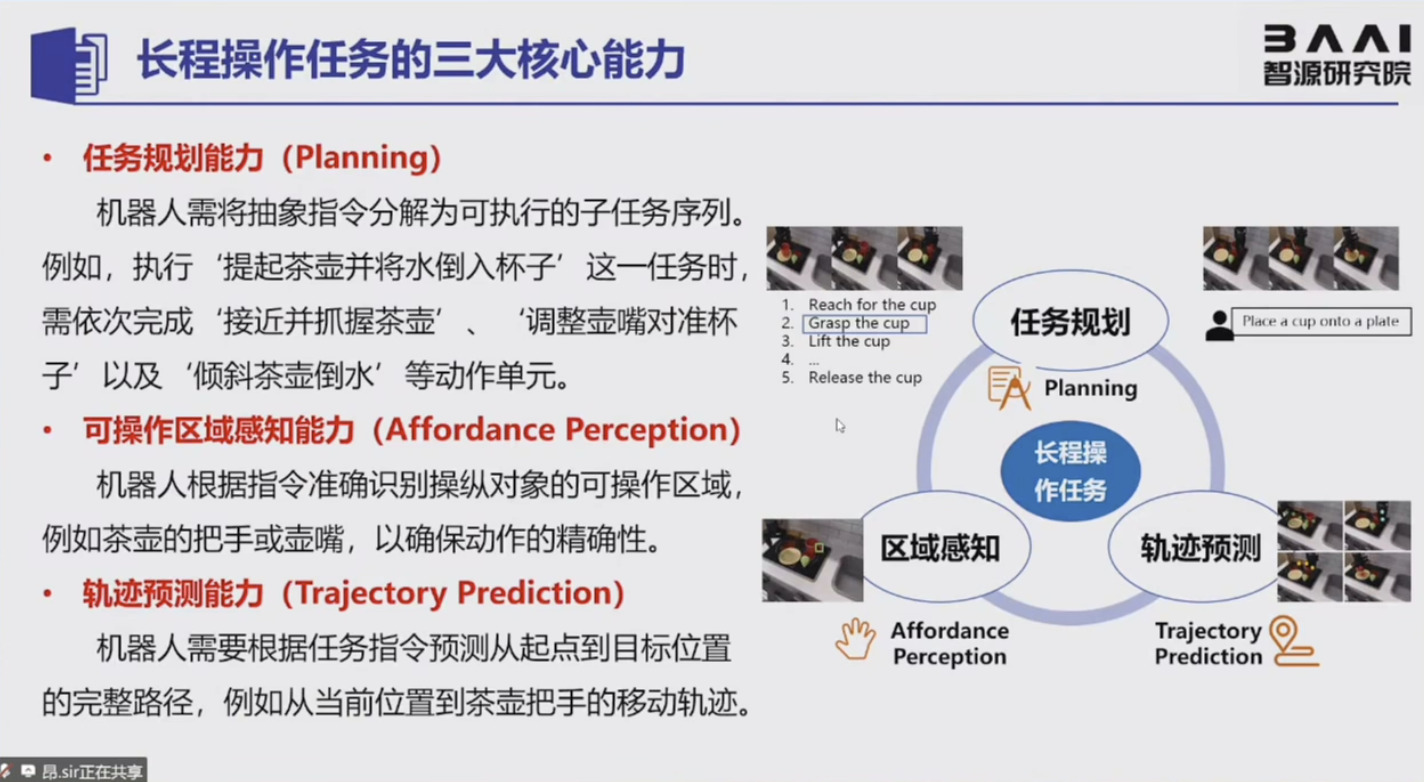 长程操作任务的三大核心能力
BAAI
智源研究院
• 任务规划能力（Planning）
机器人需将抽象指令分解为可执行的子任务序列。
例如，执行‘提起茶壶并将水倒入杯子’这一任务时，
需依次完成‘接近并抓握茶壶’、‘调整壶嘴对准杯
子’以及‘倾斜茶壶倒水’等动作单元。
• 可操作区域感知能力（Affordance Perception）
机器人根据指令准确识别操纵对象的可操作区域，
例如茶壶的把手或壶嘴，以确保动作的精确性。
• 轨迹预测能力（Trajectory Prediction）
机器人需要根据任务指令预测从起点到目标位置
的完整路径，例如从当前位置到茶壶把手的移动轨迹。
1. Reach for the cup
2. Grasp the cup
3. Lift the cup
4. ...
5. Release the cup
任务规划
Planning
Place a cup onto a plate
长程操
作任务
区域感知
Affordance
Perception
轨迹预测
Trajectory
Prediction
昂.sir正在共享